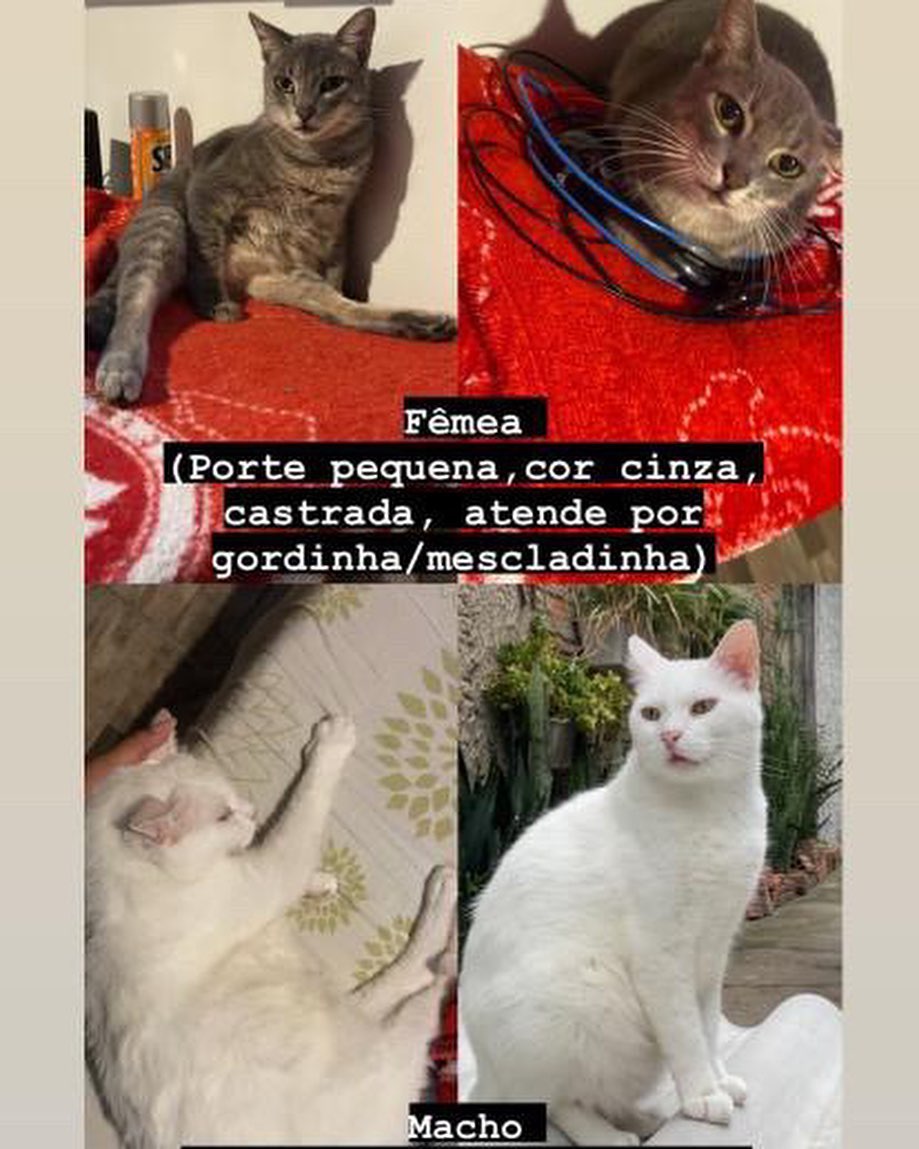 Fêmea
(Porte pequena,cor cinza,
castrada, atende por
gordinha/mescladinha)
Macho